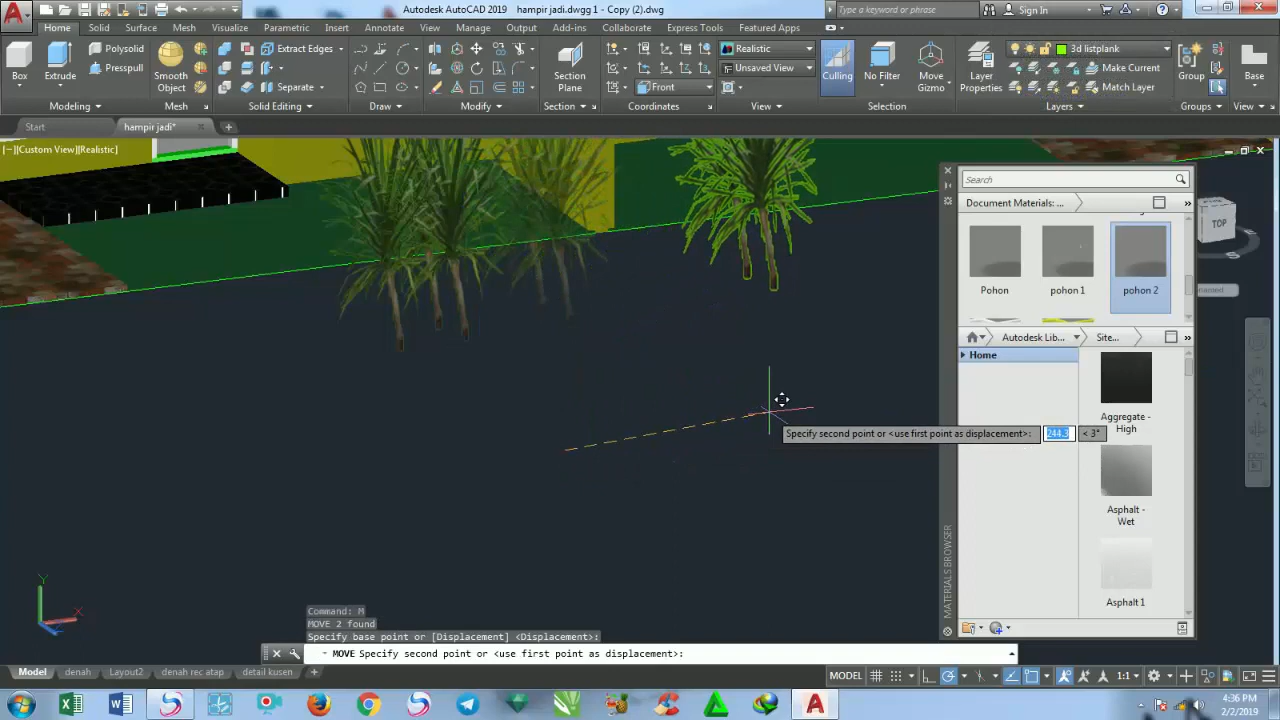 Autodesk AutoCAD 2019 hampir jadi.dwgg 1 - Copy (2).dwg
Type a keyword or phrase
Sign In
Home Solid Surface Mesh Visualize Parametric Insert Annotate View Manage Output Add-ins Collaborate Express Tools Featured Apps
Box
Extrude
Polysolid
Presspull
Smooth
Object
Extrude Edges
Separate
Section
Plane
Front
Realistic
Unsaved View
Culling
No Filter
Move
Gizmo
Layer
Properties
3d listplank
Make Current
Match Layer
Group
Base
Modeling Mesh Solid Editing Draw Modify Section Coordinates View Selection Layers Groups View
Start hampir jadi*
[−][Custom View][Realistic]
Search
Document Materials: ...
Pohon pohon 1 pohon 2
Autodesk Lib... Site...
Home
Aggregate -
High
Asphalt -
Wet
Asphalt 1
MATERIALS BROWSER
TOP
Specify second point or <use first point as displacement>: 244.3 < 3°
Y
X
Command: M
MOVE 2 found
Specify base point or [Displacement] <Displacement>:
MOVE Specify second point or <use first point as displacement>:
Model denah Layout2 denah rec atap detail kusen
MODEL 1:1
4:36 PM
2/2/2019